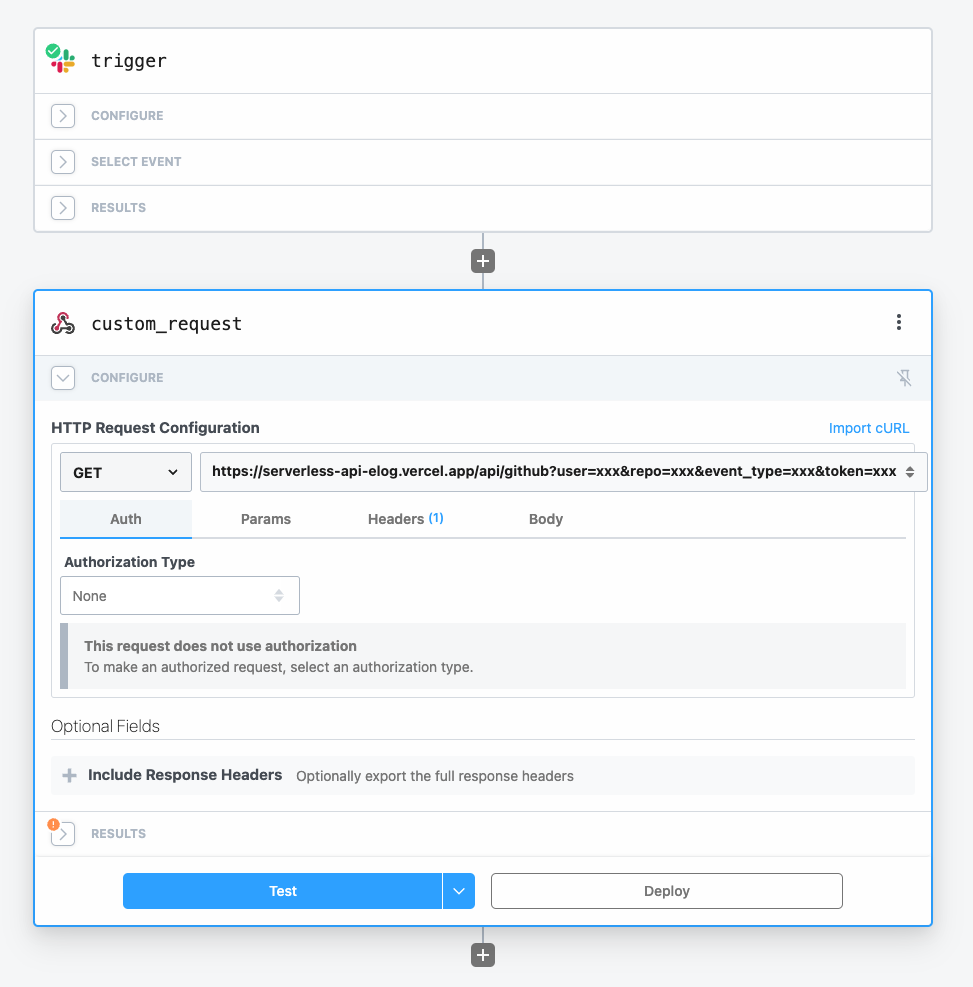 trigger
CONFIGURE
SELECT EVENT
RESULTS
custom_request
CONFIGURE
HTTP Request Configuration
Import cURL
GET
https://serverless-api-elog.vercel.app/api/github?user=xxx&repo=xxx&event_type=xxx&token=xxx
Auth Params Headers (1) Body
Authorization Type
None
This request does not use authorization
To make an authorized request, select an authorization type.
Optional Fields
Include Response Headers Optionally export the full response headers
RESULTS
Test
Deploy